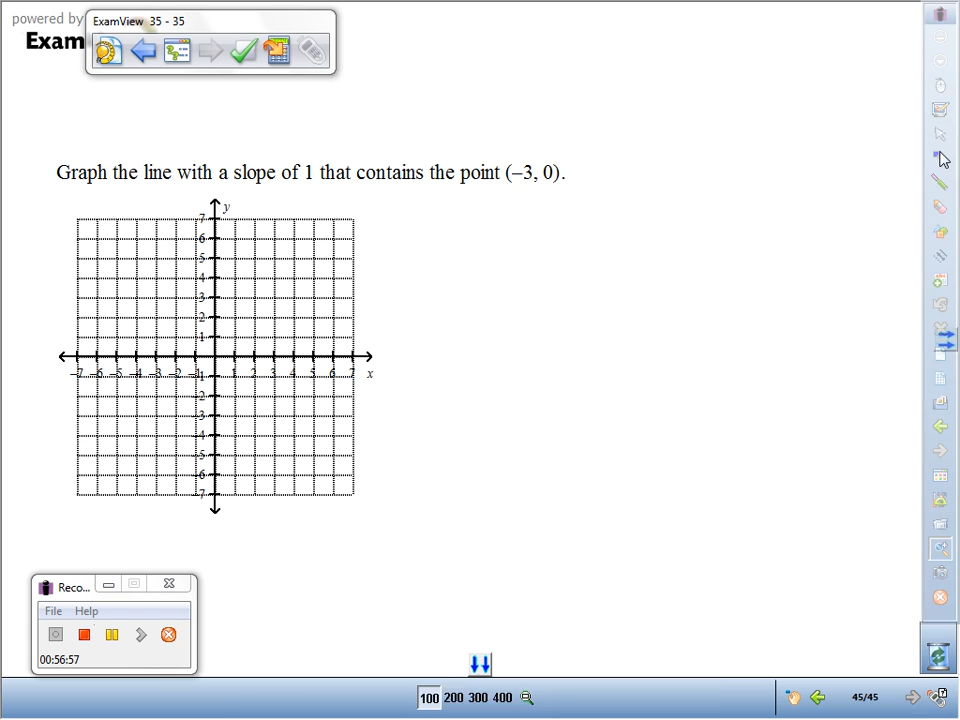 powered by
Exam
ExamView 35 - 35
Graph the line with a slope of 1 that contains the point (–3, 0).
y
7
6
5
4
3
2
1
–7 –6 –5 –4 –3 –2 –1 1 2 3 4 5 6 7 x
–1
–2
–3
–4
–5
–6
–7
Reco...
File Help
00:56:57
100 200 300 400
45/45